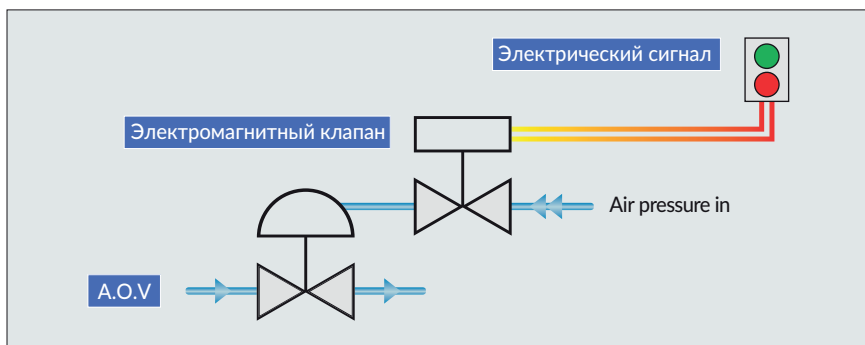 Электрический сигнал
Электромагнитный клапан
Air pressure in
A.O.V